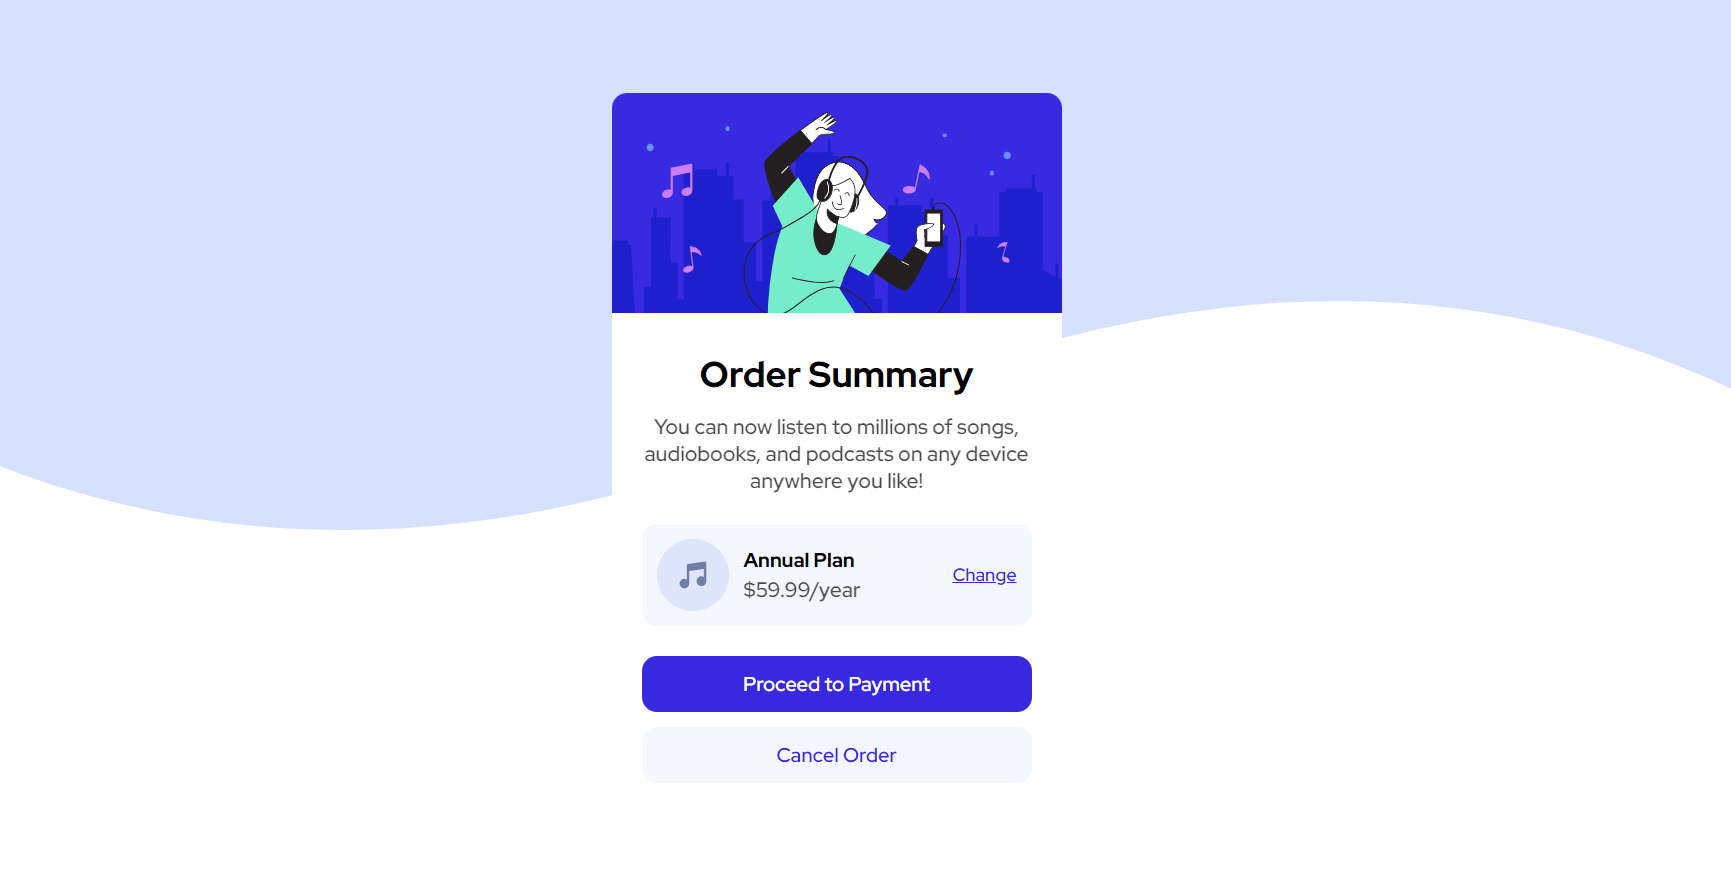 Order Summary
You can now listen to millions of songs,
audiobooks, and podcasts on any device
anywhere you like!
Annual Plan
$59.99/year
Change
Proceed to Payment
Cancel Order